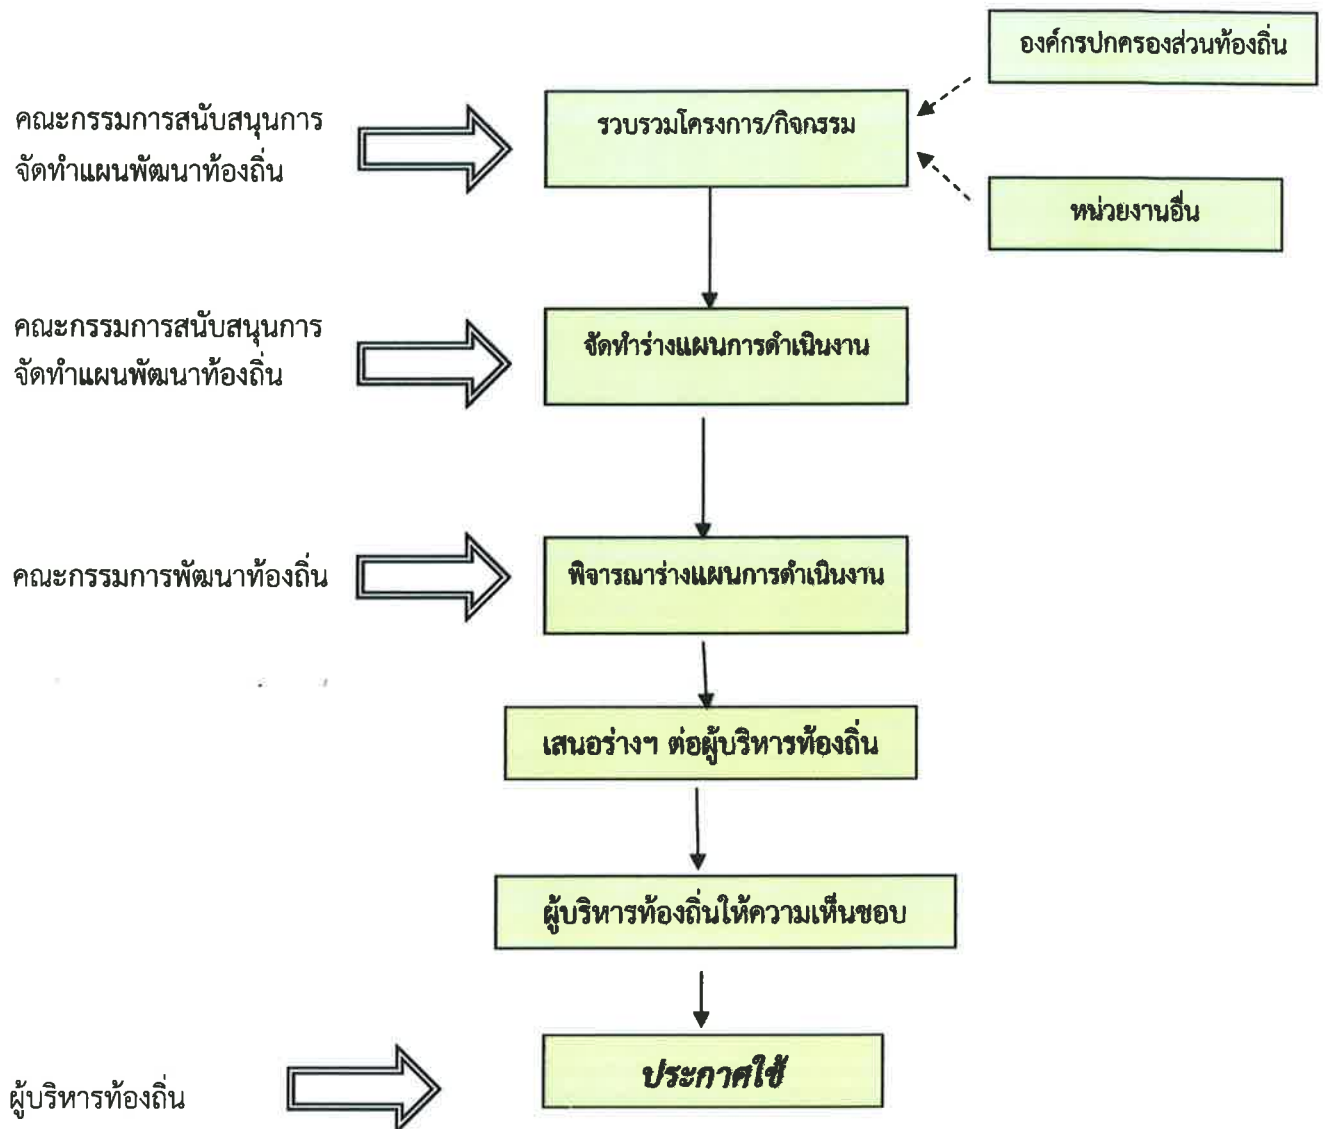 องค์กรปกครองส่วนท้องถิ่น
คณะกรรมการสนับสนุนการ
จัดทำแผนพัฒนาท้องถิ่น
รวบรวมโครงการ/กิจกรรม
หน่วยงานอื่น
คณะกรรมการสนับสนุนการ
จัดทำแผนพัฒนาท้องถิ่น
จัดทำร่างแผนการดำเนินงาน
คณะกรรมการพัฒนาท้องถิ่น
พิจารณาร่างแผนการดำเนินงาน
เสนอร่างฯ ต่อผู้บริหารท้องถิ่น
ผู้บริหารท้องถิ่นให้ความเห็นชอบ
ผู้บริหารท้องถิ่น
ประกาศใช้